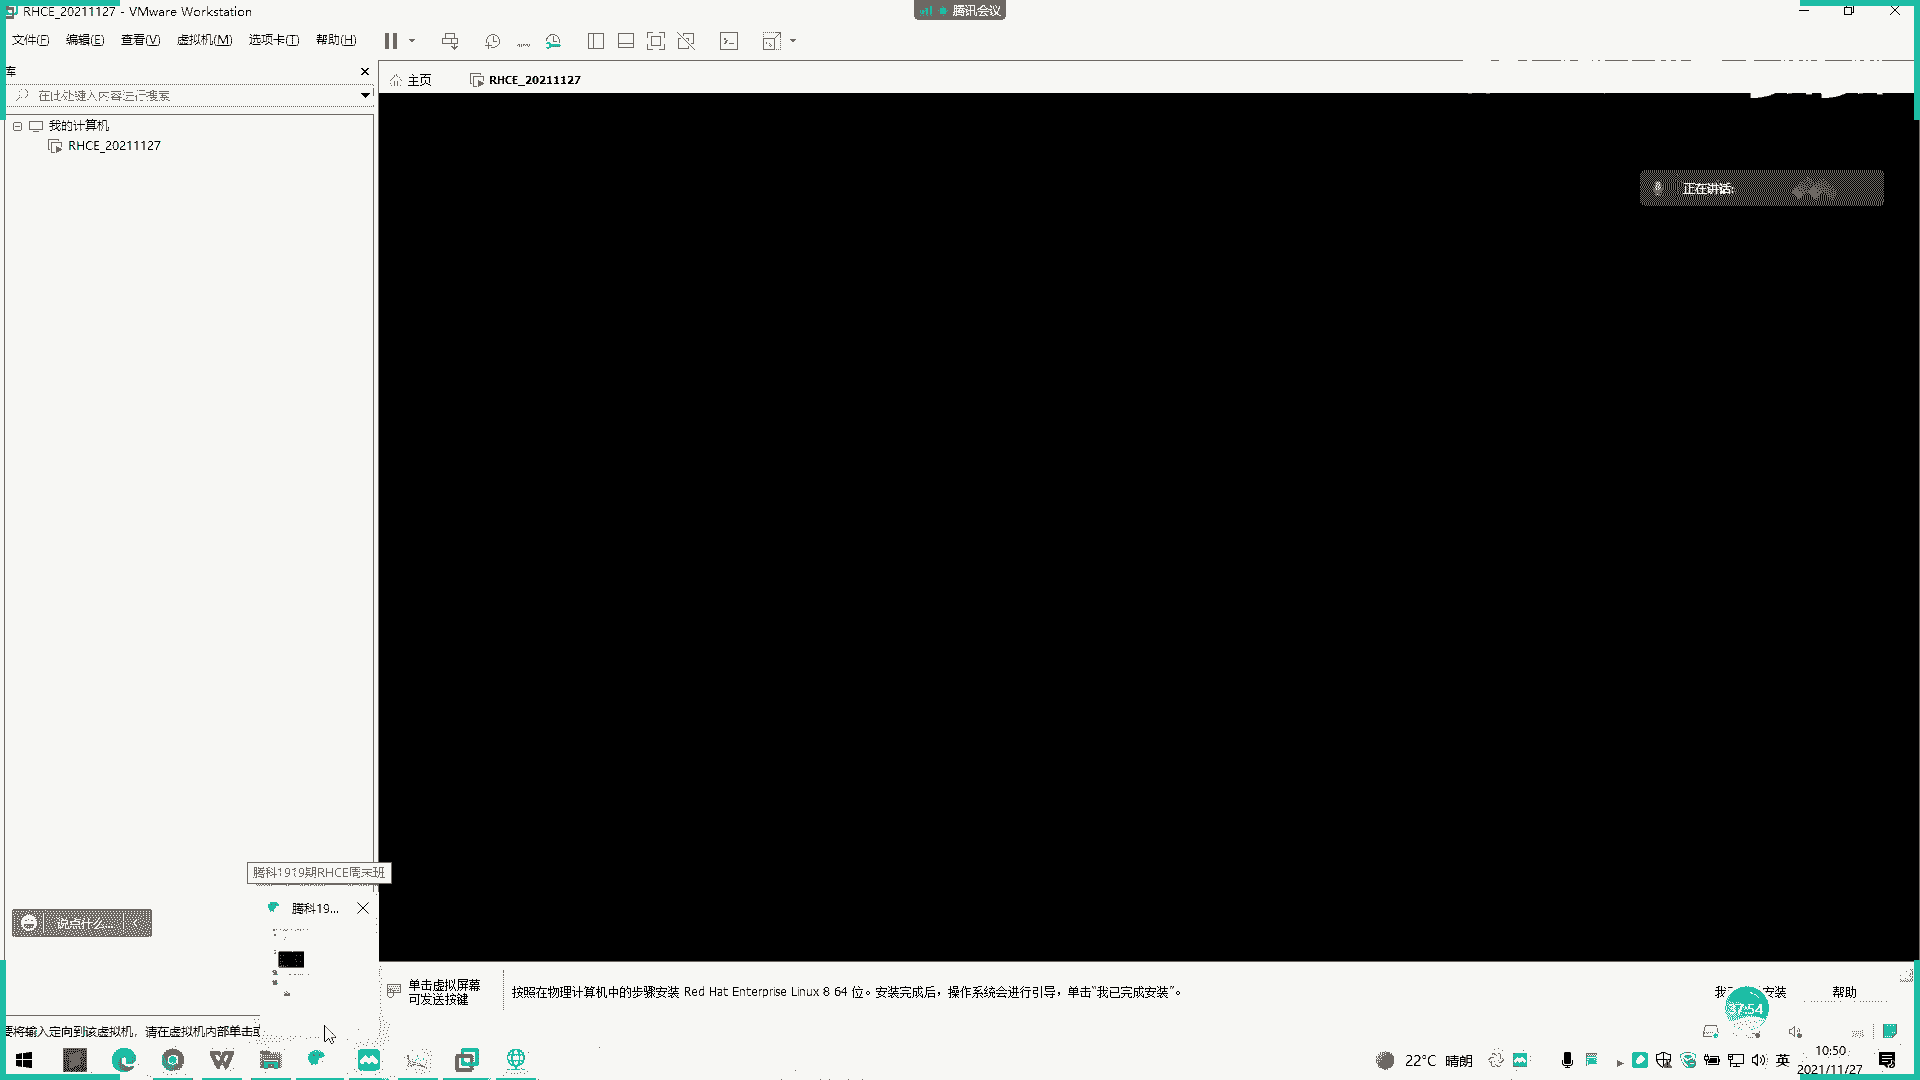 RHCE_20211127 - VMware Workstation
腾讯会议
文件(F) 编辑(E) 查看(V) 虚拟机(M) 选项卡(T) 帮助(H)
库
主页
RHCE_20211127
在此处键入内容进行搜索
我的计算机
RHCE_20211127
正在讲话:
腾科1919期RHCE周末班
腾科19...
说点什么...
单击虚拟屏幕
可发送按键
按照在物理计算机中的步骤安装 Red Hat Enterprise Linux 8 64 位。安装完成后，操作系统会进行引导，单击“我已完成安装”。
安装
帮助
37:54
要将输入定向到该虚拟机，请在虚拟机内部单击或
22°C 晴朗
英
10:50
2021/11/27